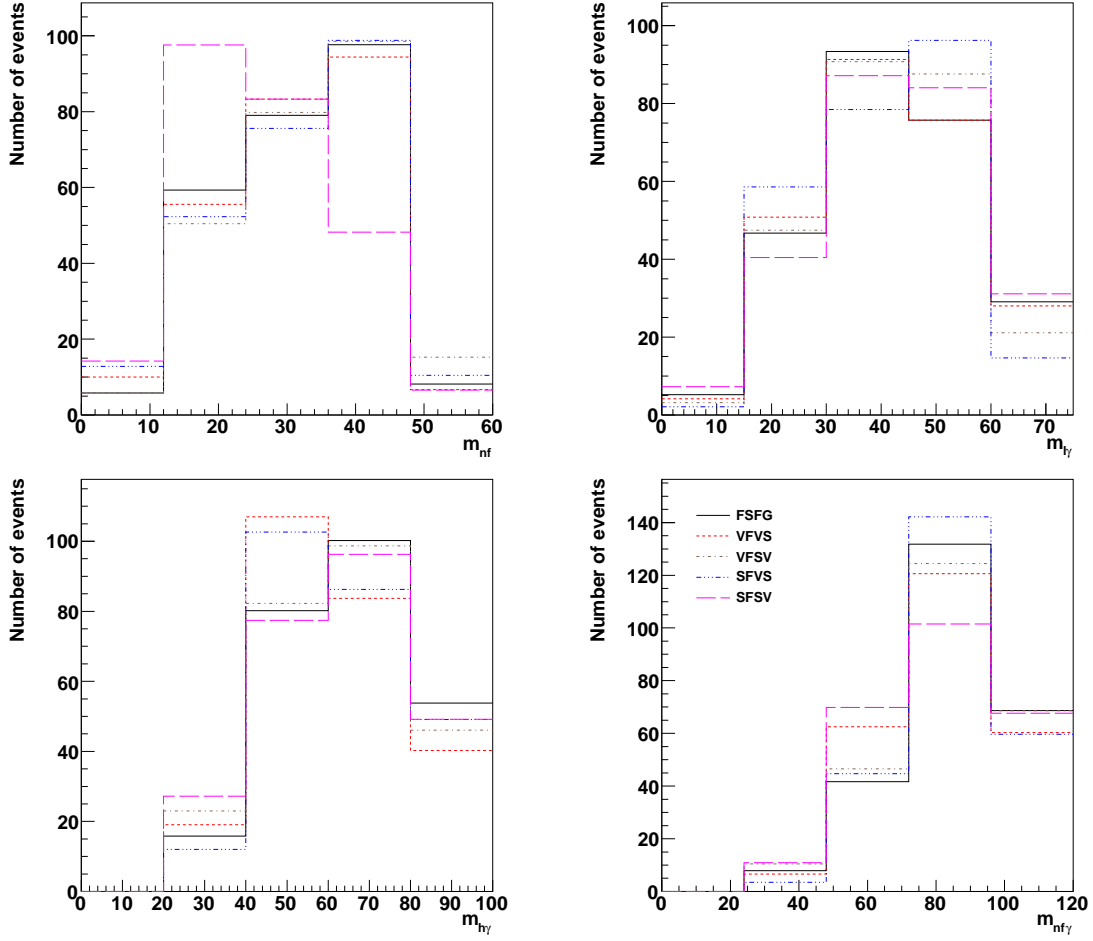 Number of events
100
80
60
40
20
0
0 10 20 30 40 50 60
m_nf
Number of events
100
80
60
40
20
0
0 10 20 30 40 50 60 70
m_lγ
Number of events
100
80
60
40
20
0
0 10 20 30 40 50 60 70 80 90 100
m_hγ
Number of events
140
120
100
80
60
40
20
0
0 20 40 60 80 100 120
m_nfγ
FSFG
VFVS
VFSV
SFVS
SFSV